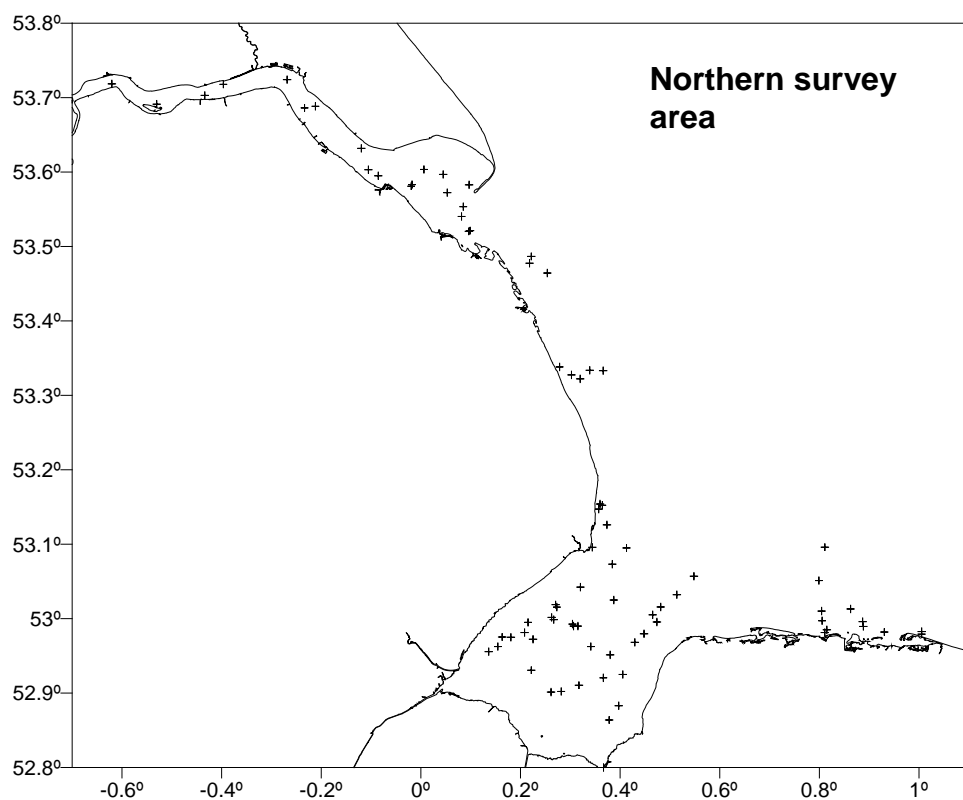 53.8º
Northern survey
area
53.7º
53.6º
53.5º
53.4º
53.3º
53.2º
53.1º
53º
52.9º
52.8º
-0.6º -0.4º -0.2º 0º 0.2º 0.4º 0.6º 0.8º 1º